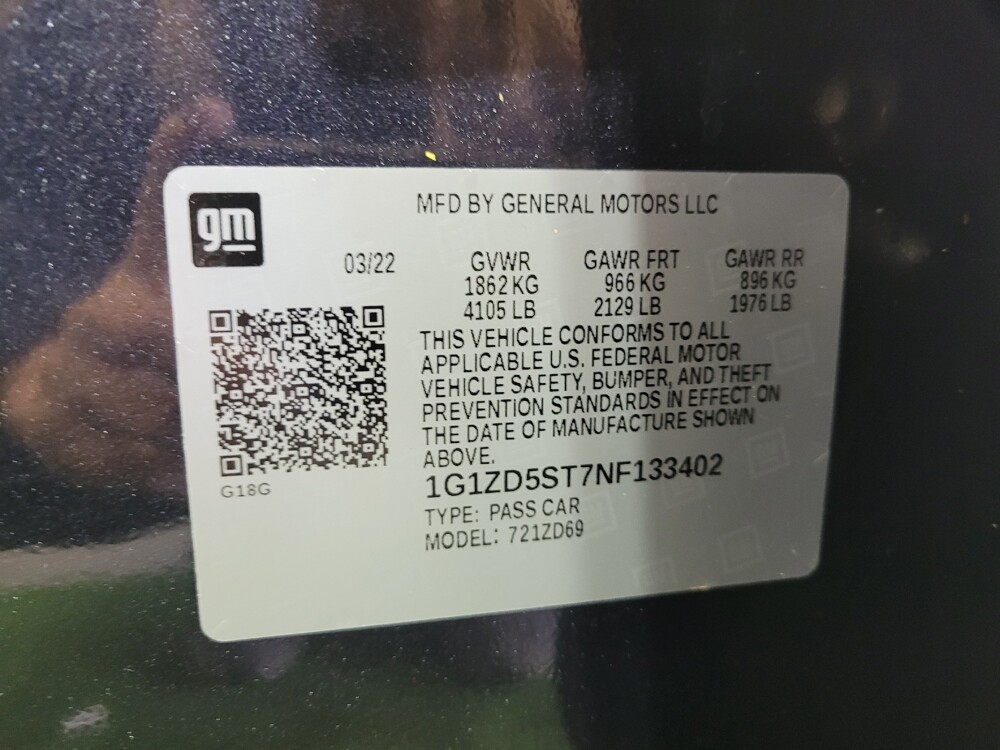 gm
MFD BY GENERAL MOTORS LLC
03/22 GVWR GAWR FRT GAWR RR
1862 KG 966 KG 896 KG
4105 LB 2129 LB 1976 LB
THIS VEHICLE CONFORMS TO ALL
APPLICABLE U.S. FEDERAL MOTOR
VEHICLE SAFETY, BUMPER, AND THEFT
PREVENTION STANDARDS IN EFFECT ON
THE DATE OF MANUFACTURE SHOWN
ABOVE.
G18G
1G1ZD5ST7NF133402
TYPE: PASS CAR
MODEL: 721ZD69